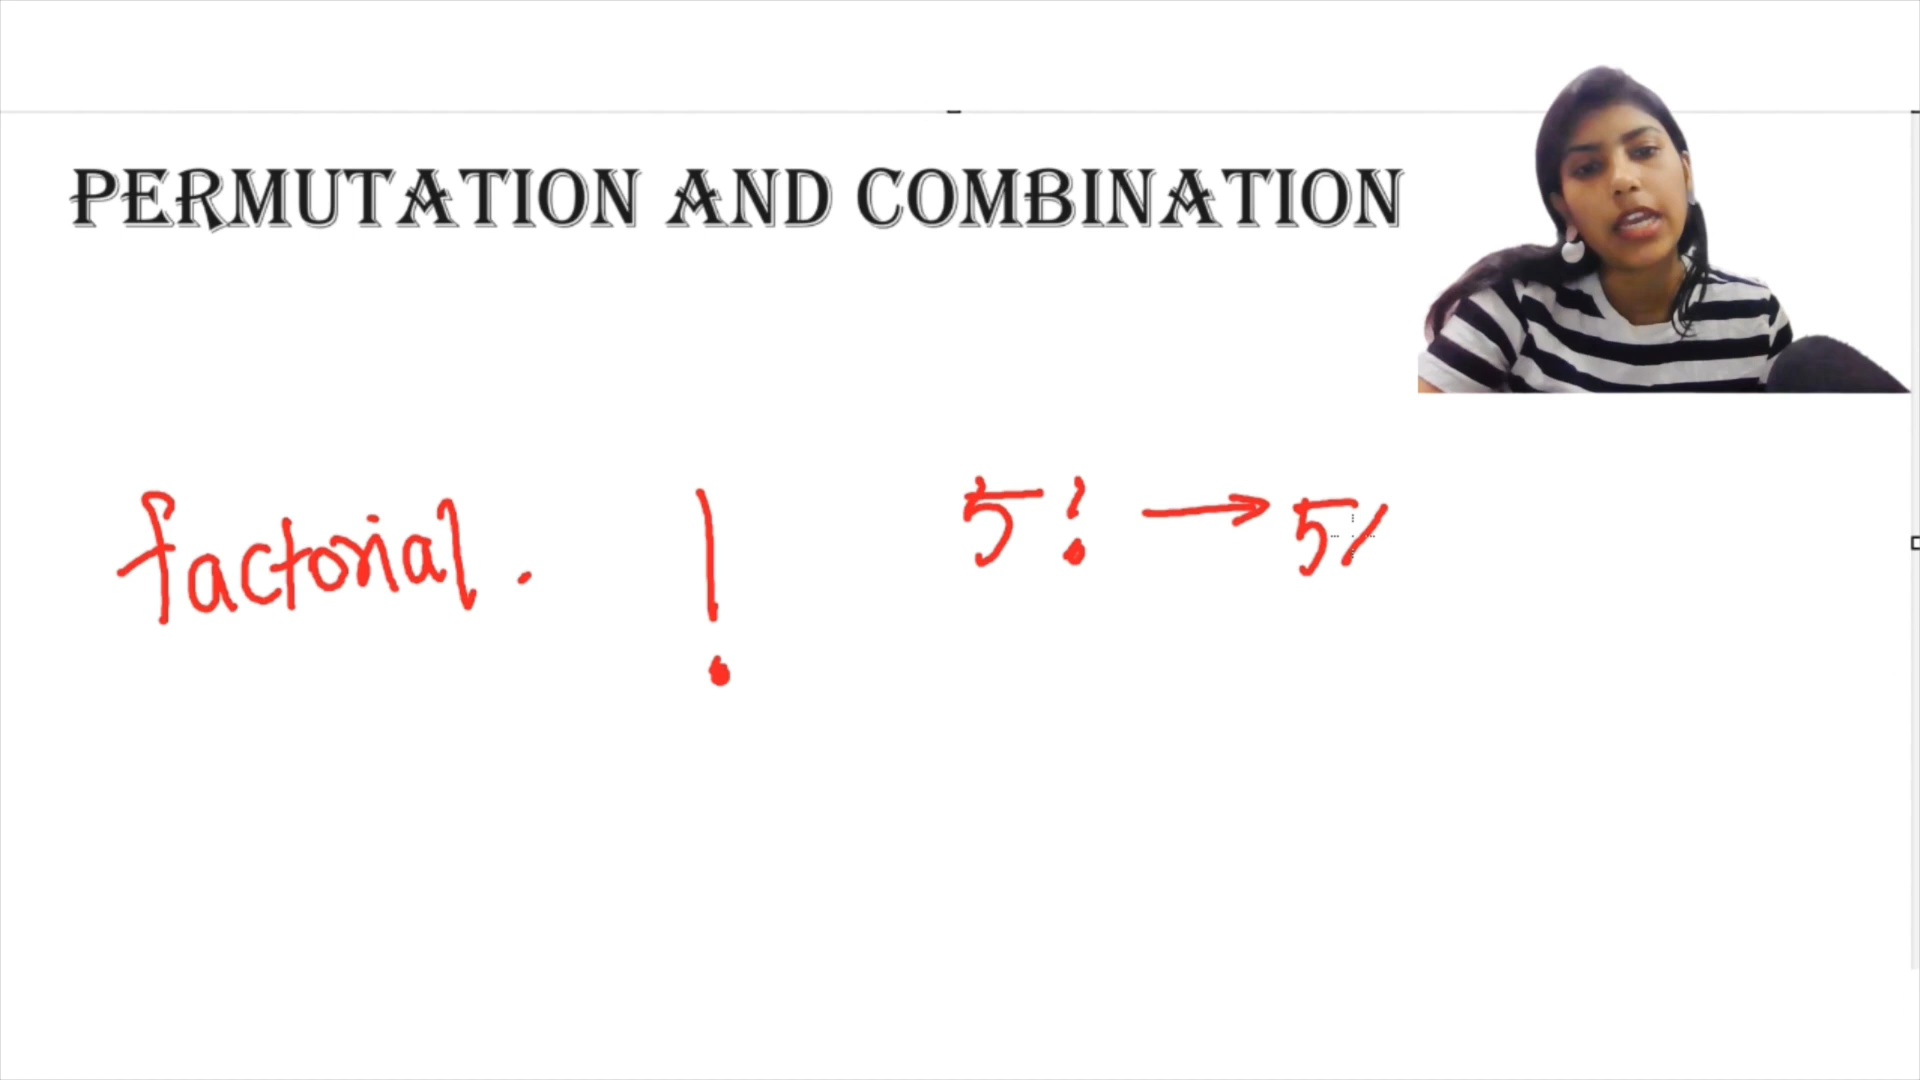 PERMUTATION AND COMBINATION
factorial. ! 5! → 5